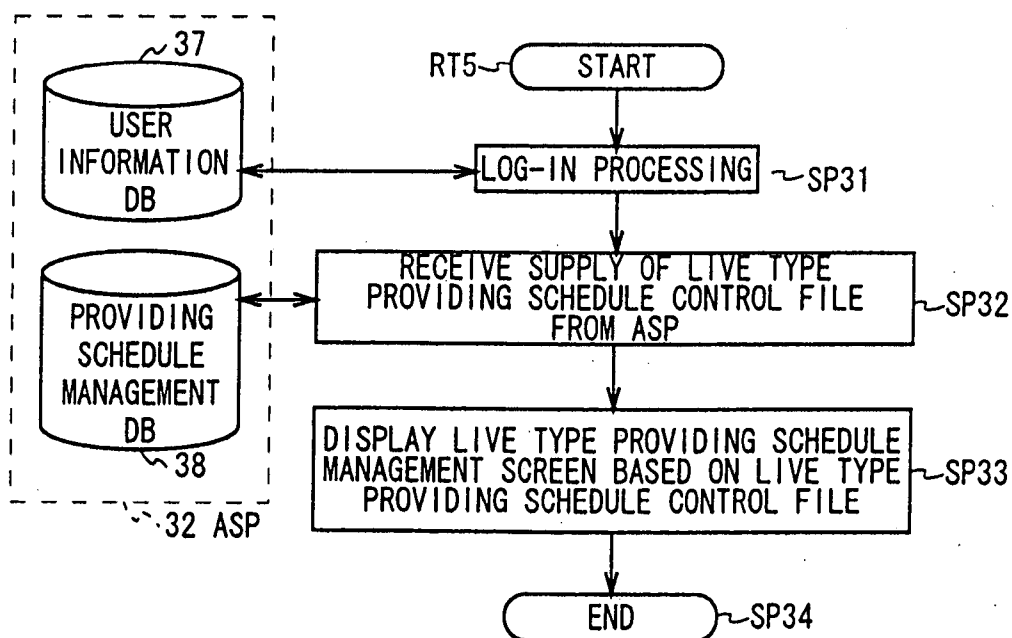 37
USER
INFORMATION
DB
PROVIDING
SCHEDULE
MANAGEMENT
DB
38
32 ASP
RT5
START
LOG-IN PROCESSING
SP31
RECEIVE SUPPLY OF LIVE TYPE
PROVIDING SCHEDULE CONTROL FILE
FROM ASP
SP32
DISPLAY LIVE TYPE PROVIDING SCHEDULE
MANAGEMENT SCREEN BASED ON LIVE TYPE
PROVIDING SCHEDULE CONTROL FILE
SP33
END
SP34